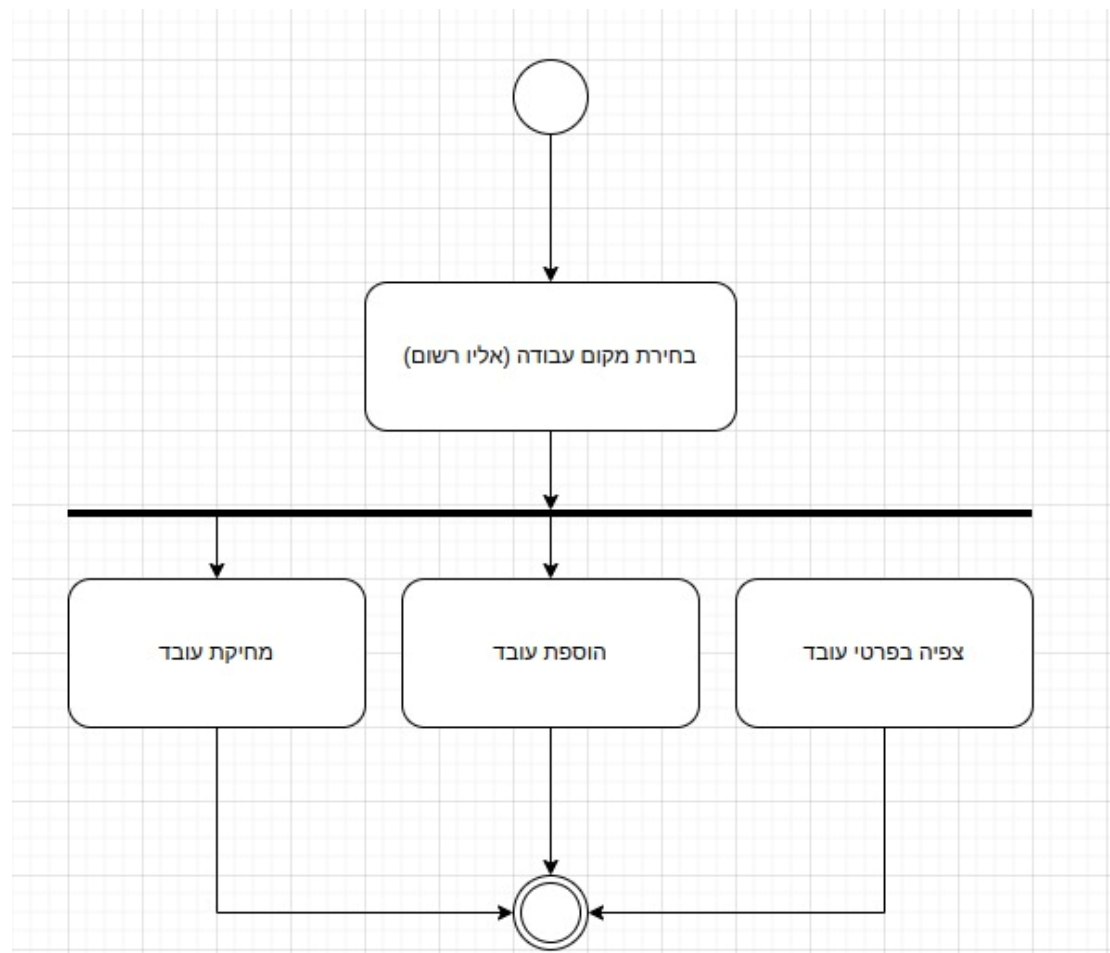 בחירת מקום עבודה (אליו רשום)
צפיה בפרטי עובד
הוספת עובד
מחיקת עובד